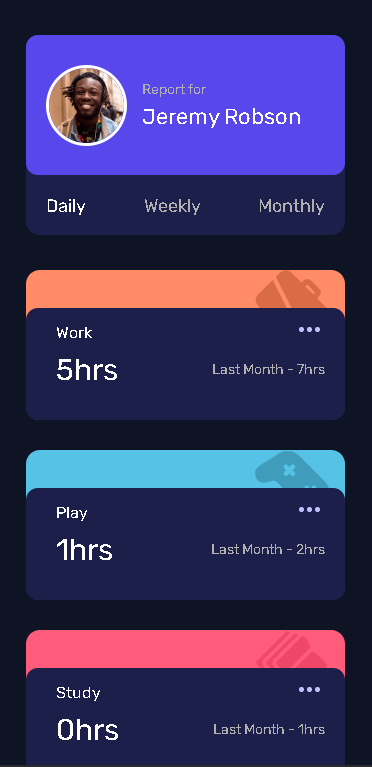 Report for
Jeremy Robson
Daily Weekly Monthly
Work
5hrs Last Month - 7hrs
Play
1hrs Last Month - 2hrs
Study
0hrs Last Month - 1hrs